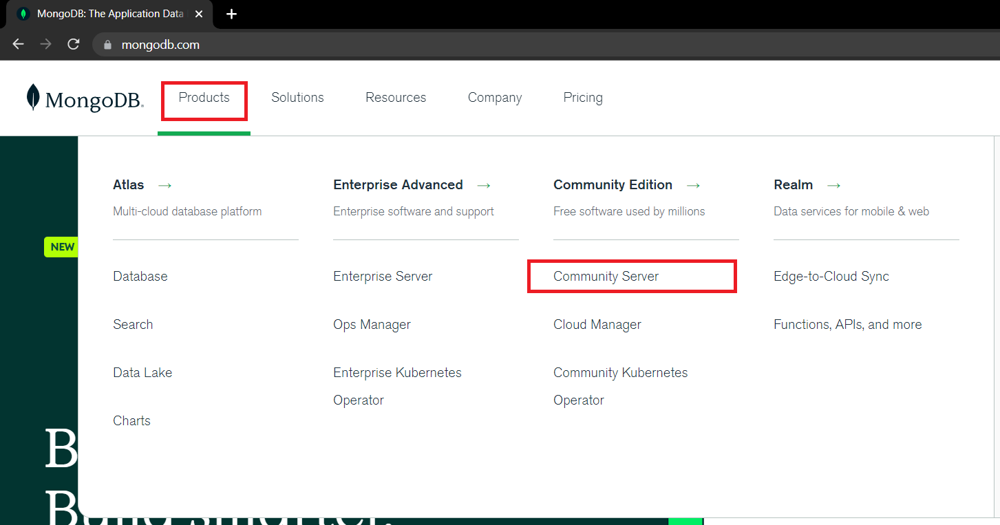 MongoDB: The Application Data
mongodb.com
MongoDB.
Products
Solutions
Resources
Company
Pricing
Atlas →
Multi-cloud database platform
Database
Search
Data Lake
Charts
Enterprise Advanced →
Enterprise software and support
Enterprise Server
Ops Manager
Enterprise Kubernetes
Operator
Community Edition →
Free software used by millions
Community Server
Cloud Manager
Community Kubernetes
Operator
Realm →
Data services for mobile & web
Edge-to-Cloud Sync
Functions, APIs, and more
NEW
B